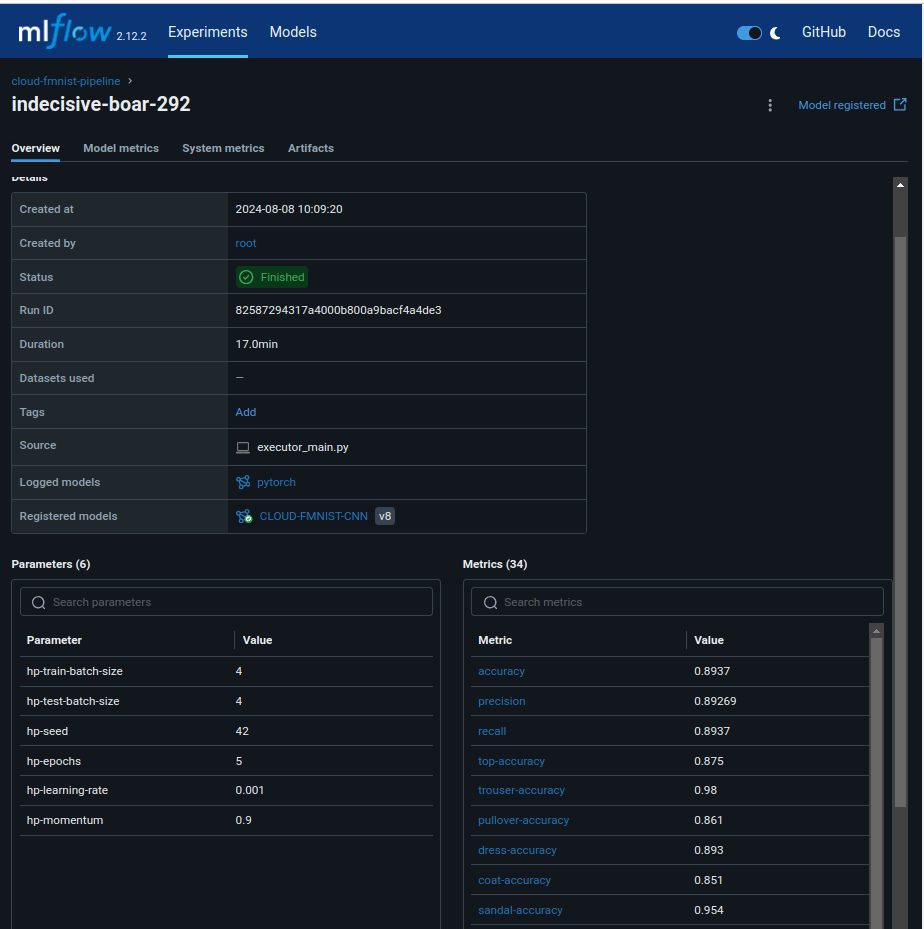 mlflow 2.12.2 Experiments Models GitHub Docs
cloud-fmnist-pipeline ›
indecisive-boar-292
Model registered
Overview Model metrics System metrics Artifacts
Details
Created at 2024-08-08 10:09:20
Created by root
Status Finished
Run ID 82587294317a4000b800a9bacf4a4de3
Duration 17.0min
Datasets used —
Tags Add
Source executor_main.py
Logged models pytorch
Registered models CLOUD-FMNIST-CNN v8
Parameters (6)
Search parameters
Parameter Value
hp-train-batch-size 4
hp-test-batch-size 4
hp-seed 42
hp-epochs 5
hp-learning-rate 0.001
hp-momentum 0.9
Metrics (34)
Search metrics
Metric Value
accuracy 0.8937
precision 0.89269
recall 0.8937
top-accuracy 0.875
trouser-accuracy 0.98
pullover-accuracy 0.861
dress-accuracy 0.893
coat-accuracy 0.851
sandal-accuracy 0.954